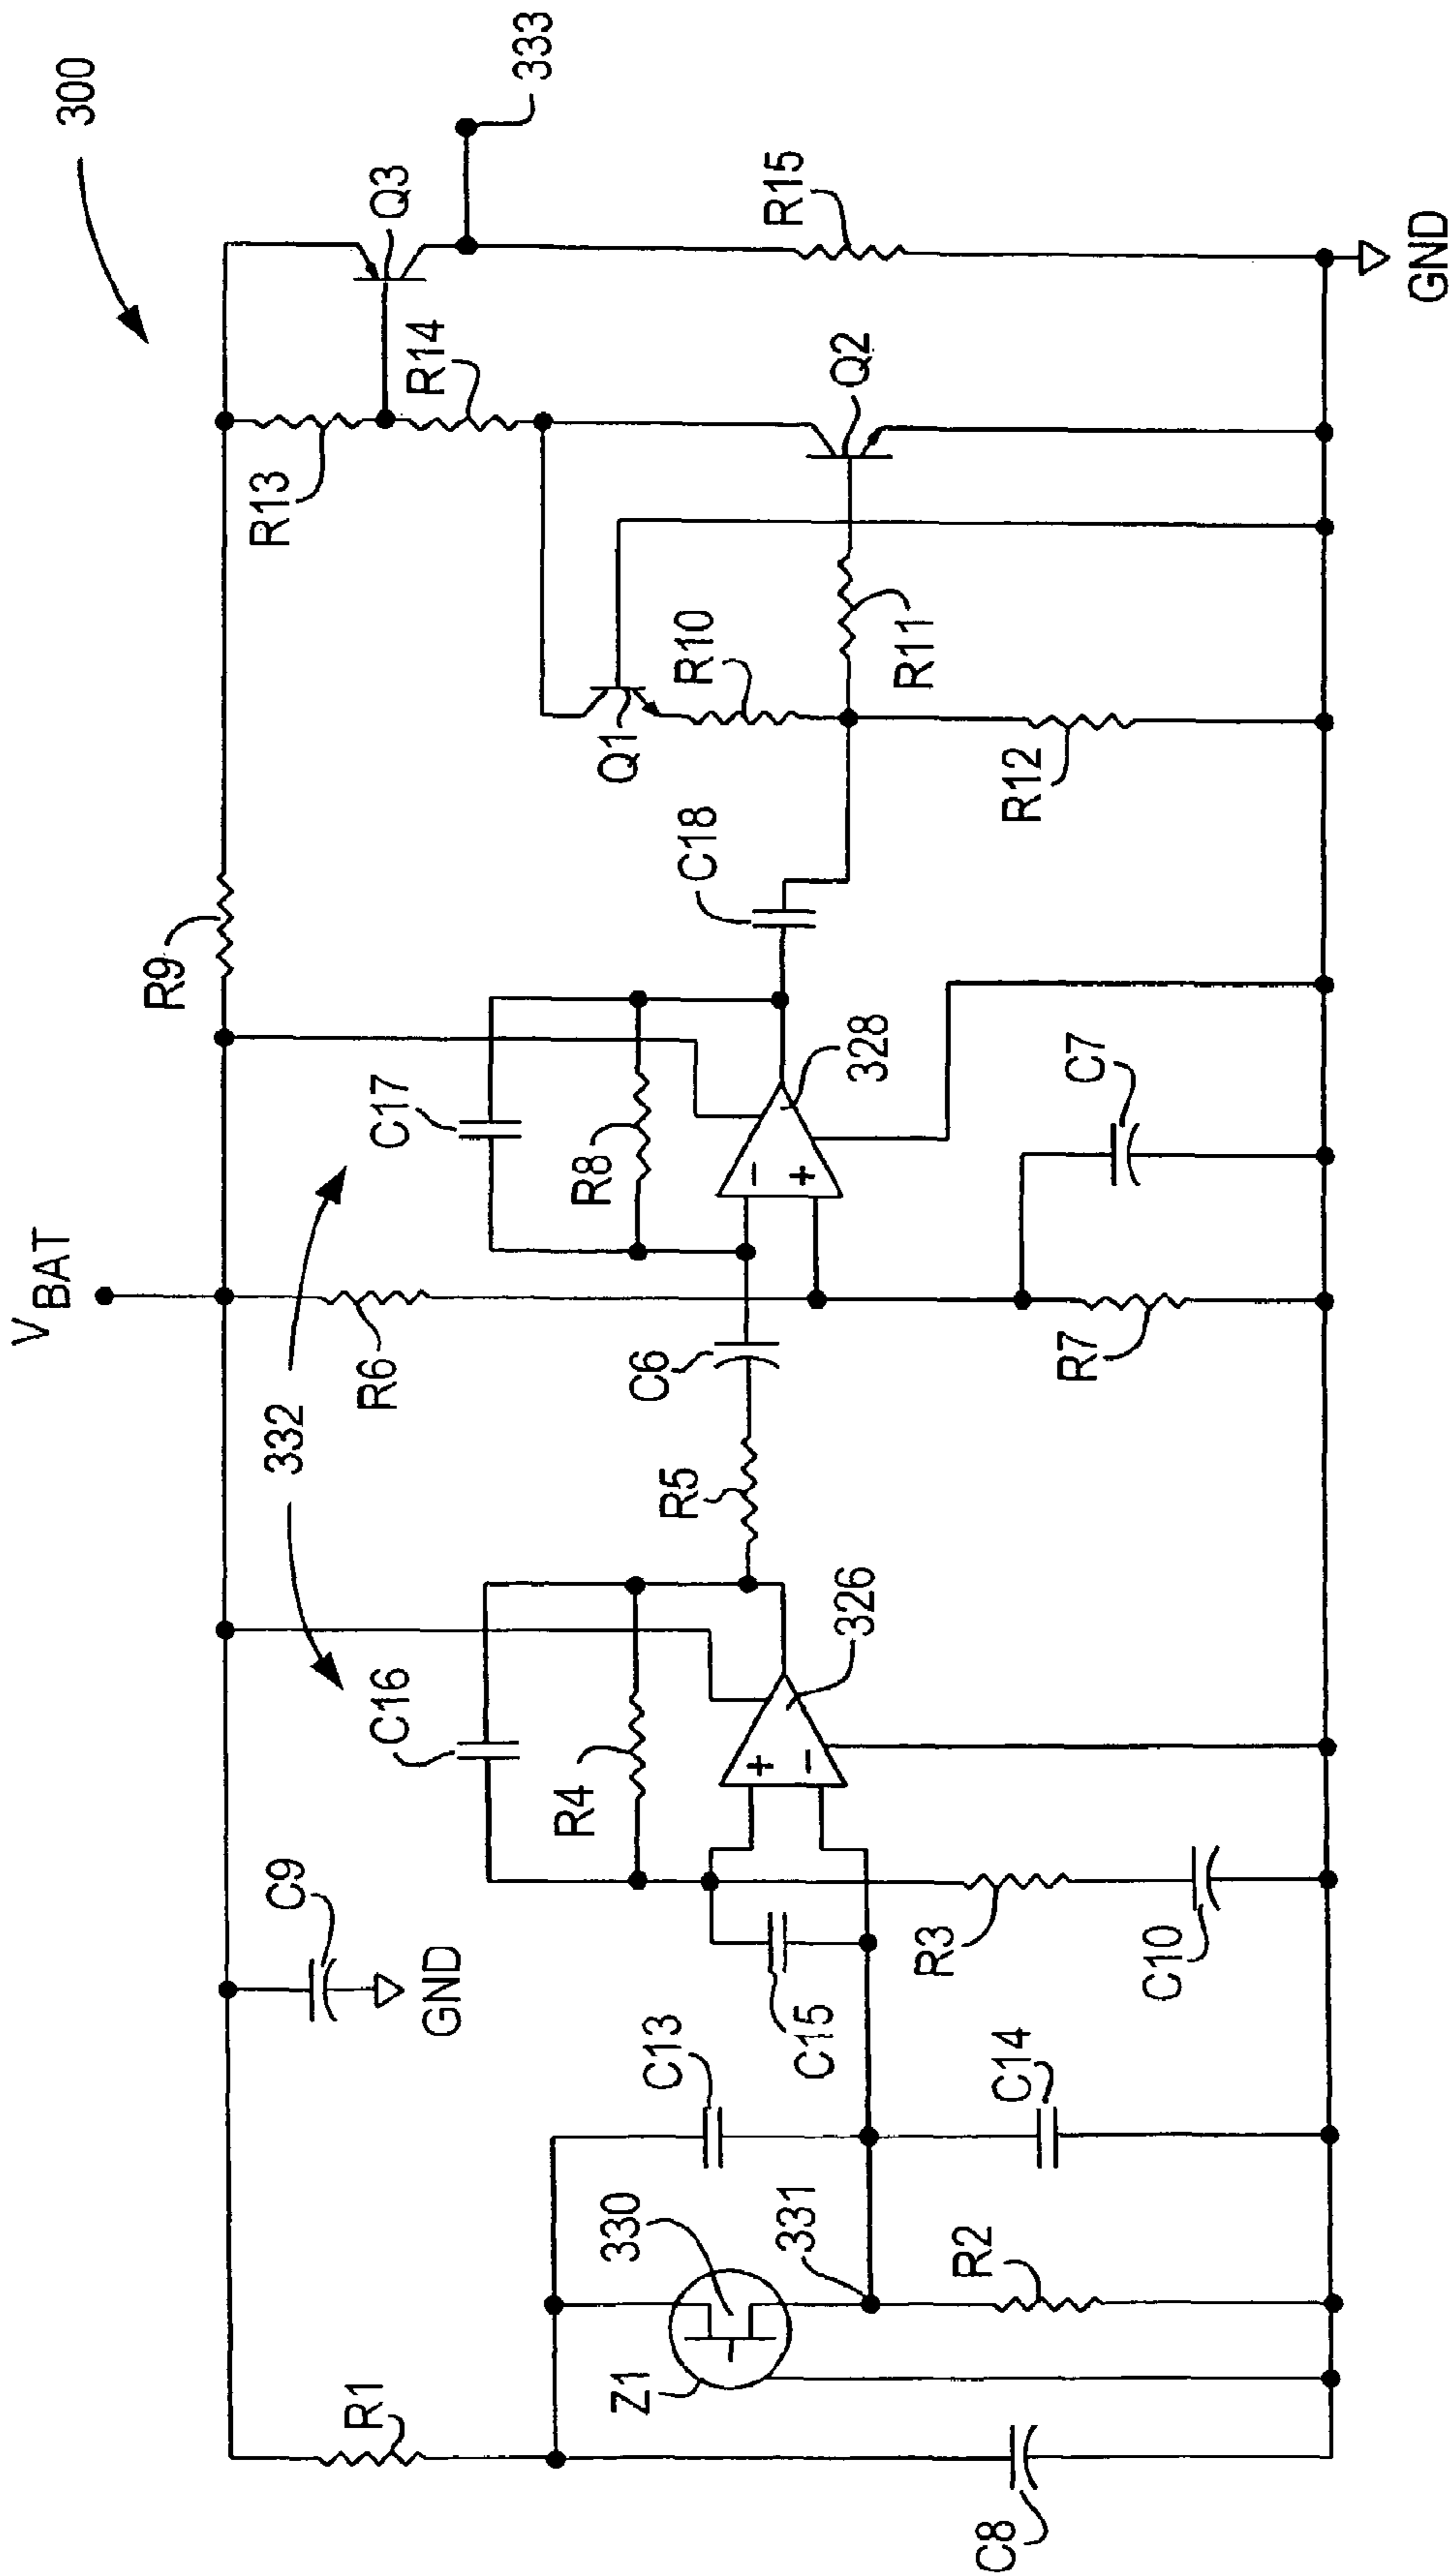 300
V BAT
332
R9
C9
GND
R1
C8
Z1
330
331
R2
C13
C14
C15
R3
C10
C16
R4
+
−
326
R5
C6
R6
R7
C7
C17
R8
−
+
328
C18
Q1
R10
R11
R12
R13
R14
Q2
Q3
333
R15
GND